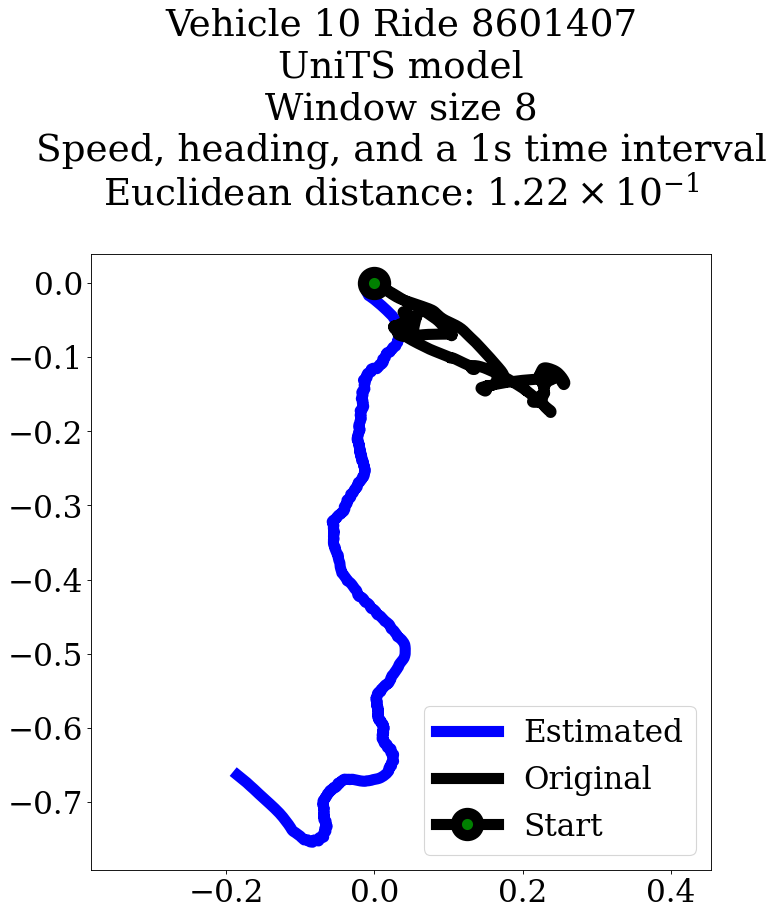 Vehicle 10 Ride 8601407
UniTS model
Window size 8
Speed, heading, and a 1s time interval
Euclidean distance: 1.22 × 10⁻¹
0.0
−0.1
−0.2
−0.3
−0.4
−0.5
−0.6
−0.7
Estimated
Original
Start
−0.2 0.0 0.2 0.4